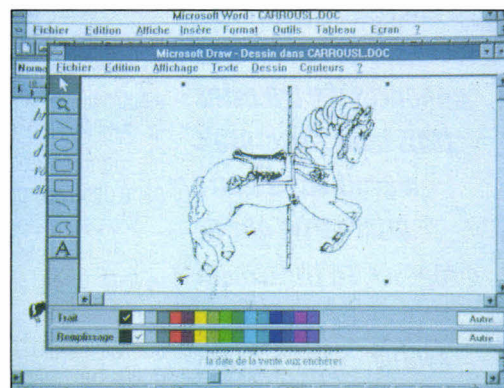 Microsoft Word - CARROUSL.DOC
Fichier Edition Affiche Insère Format Outils Tableau Ecran ?
Microsoft Draw - Dessin dans CARROUSL.DOC
Fichier Edition Affichage Texte Dessin Couleurs ?
Norme
A
Trait Autre
Remplissage Autre
la date de la vente aux enchères